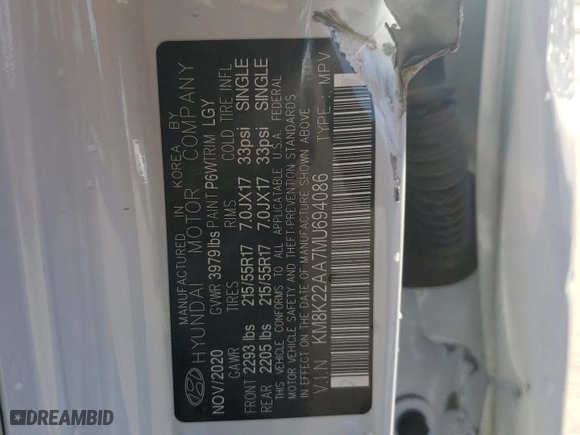 MANUFACTURED IN KOREA BY
HYUNDAI MOTOR COMPANY
NOV/2020 GVWR 3979lbs PAINT P6W TRIM LGY
GAWR TIRES RIMS COLD TIRE INFL
FRONT 2293 lbs 215/55R17 7.0JX17 33psi SINGLE
REAR 2205 lbs 215/55R17 7.0JX17 33psi SINGLE
THIS VEHICLE CONFORMS TO ALL APPLICABLE U.S.A. FEDERAL
MOTOR VEHICLE SAFETY AND THEFT PREVENTION STANDARDS
IN EFFECT ON THE DATE OF MANUFACTURE SHOWN ABOVE
V.I.N KM8K22AA7MU694086 TYPE : MPV
DREAMBID